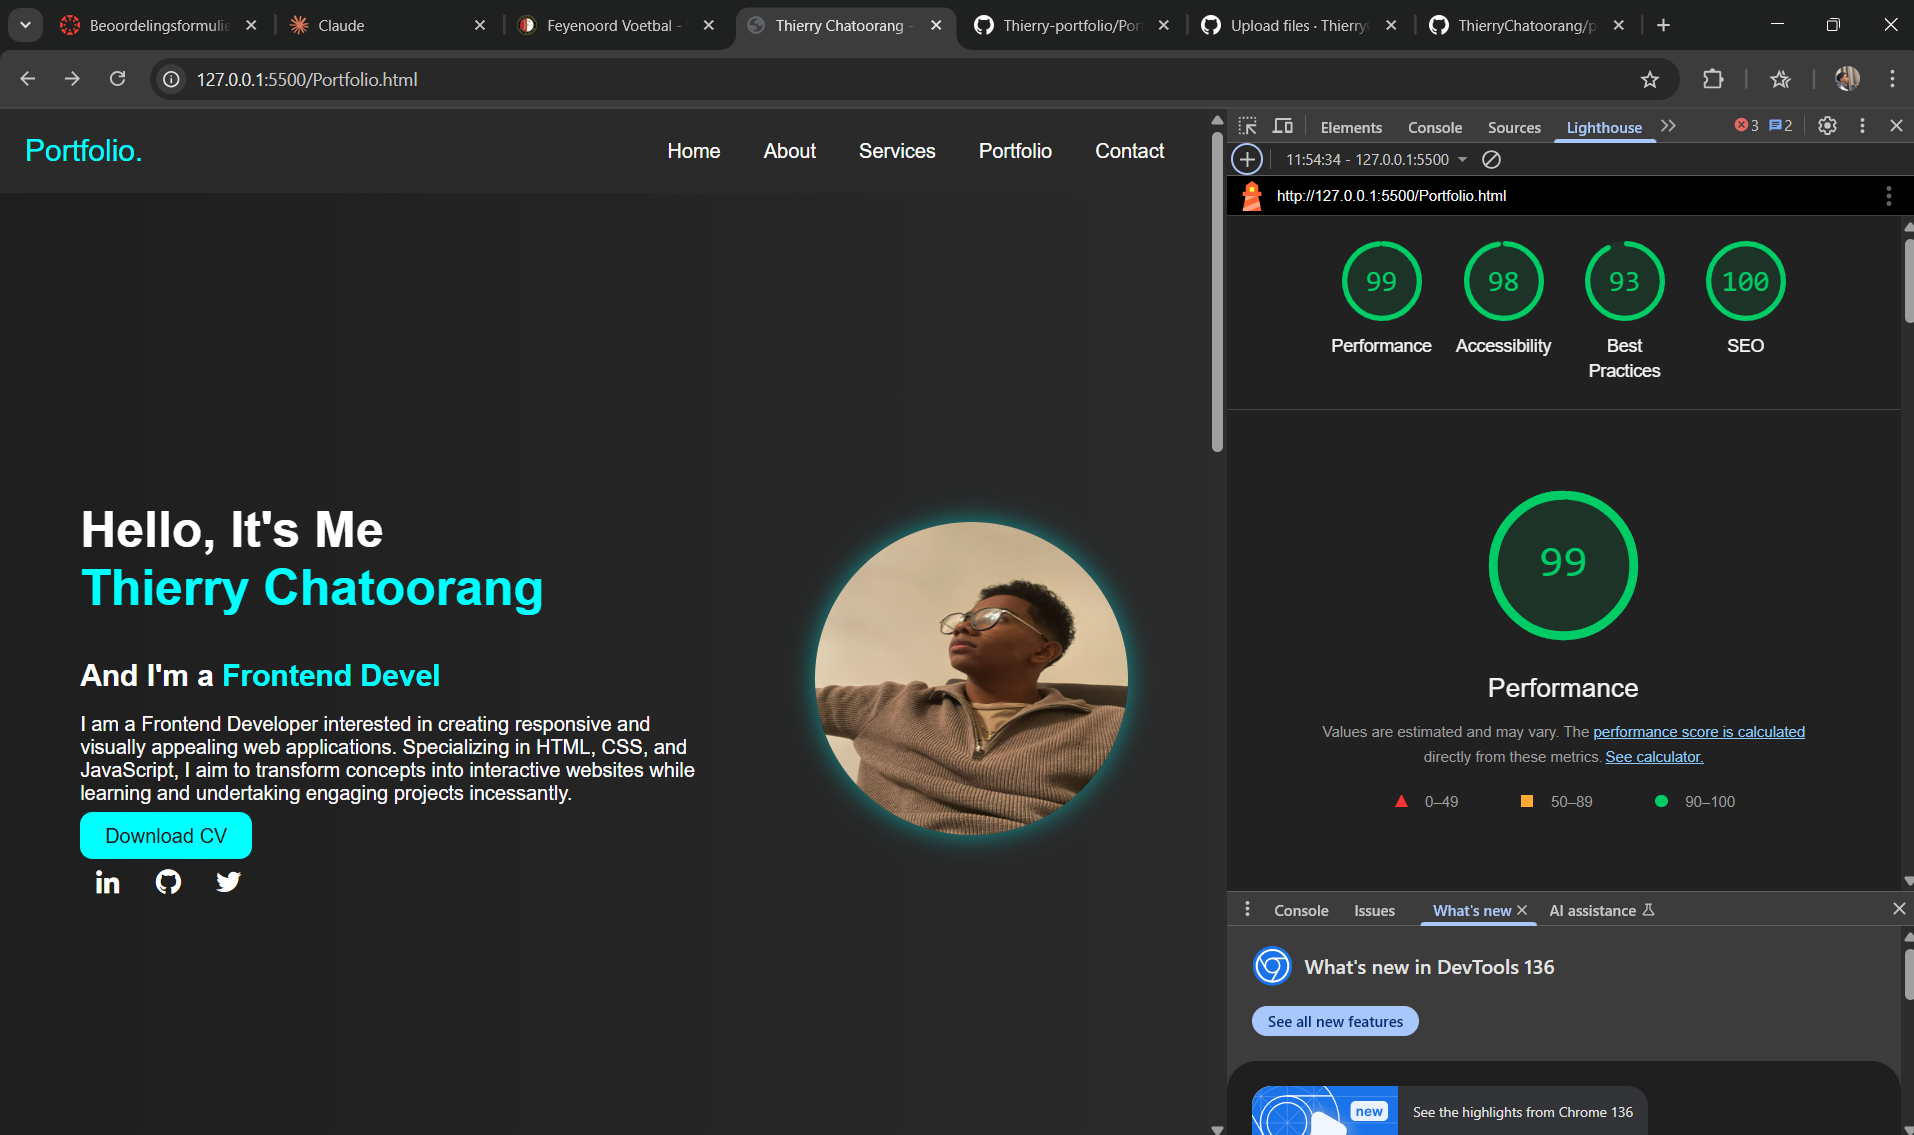 Beoordelingsformulie
Claude
Feyenoord Voetbal -
Thierry Chatoorang -
Thierry-portfolio/Por
Upload files · Thierry
ThierryChatoorang/p
127.0.0.1:5500/Portfolio.html
Portfolio.
Home
About
Services
Portfolio
Contact
Hello, It's Me
Thierry Chatoorang
And I'm a Frontend Devel
I am a Frontend Developer interested in creating responsive and
visually appealing web applications. Specializing in HTML, CSS, and
JavaScript, I aim to transform concepts into interactive websites while
learning and undertaking engaging projects incessantly.
Download CV
in
Elements
Console
Sources
Lighthouse
3
2
11:54:34 - 127.0.0.1:5500
http://127.0.0.1:5500/Portfolio.html
99
98
93
100
Performance
Accessibility
Best
Practices
SEO
99
Performance
Values are estimated and may vary. The performance score is calculated
directly from these metrics. See calculator.
0–49
50–89
90–100
Console
Issues
What's new
AI assistance
What's new in DevTools 136
See all new features
new
See the highlights from Chrome 136